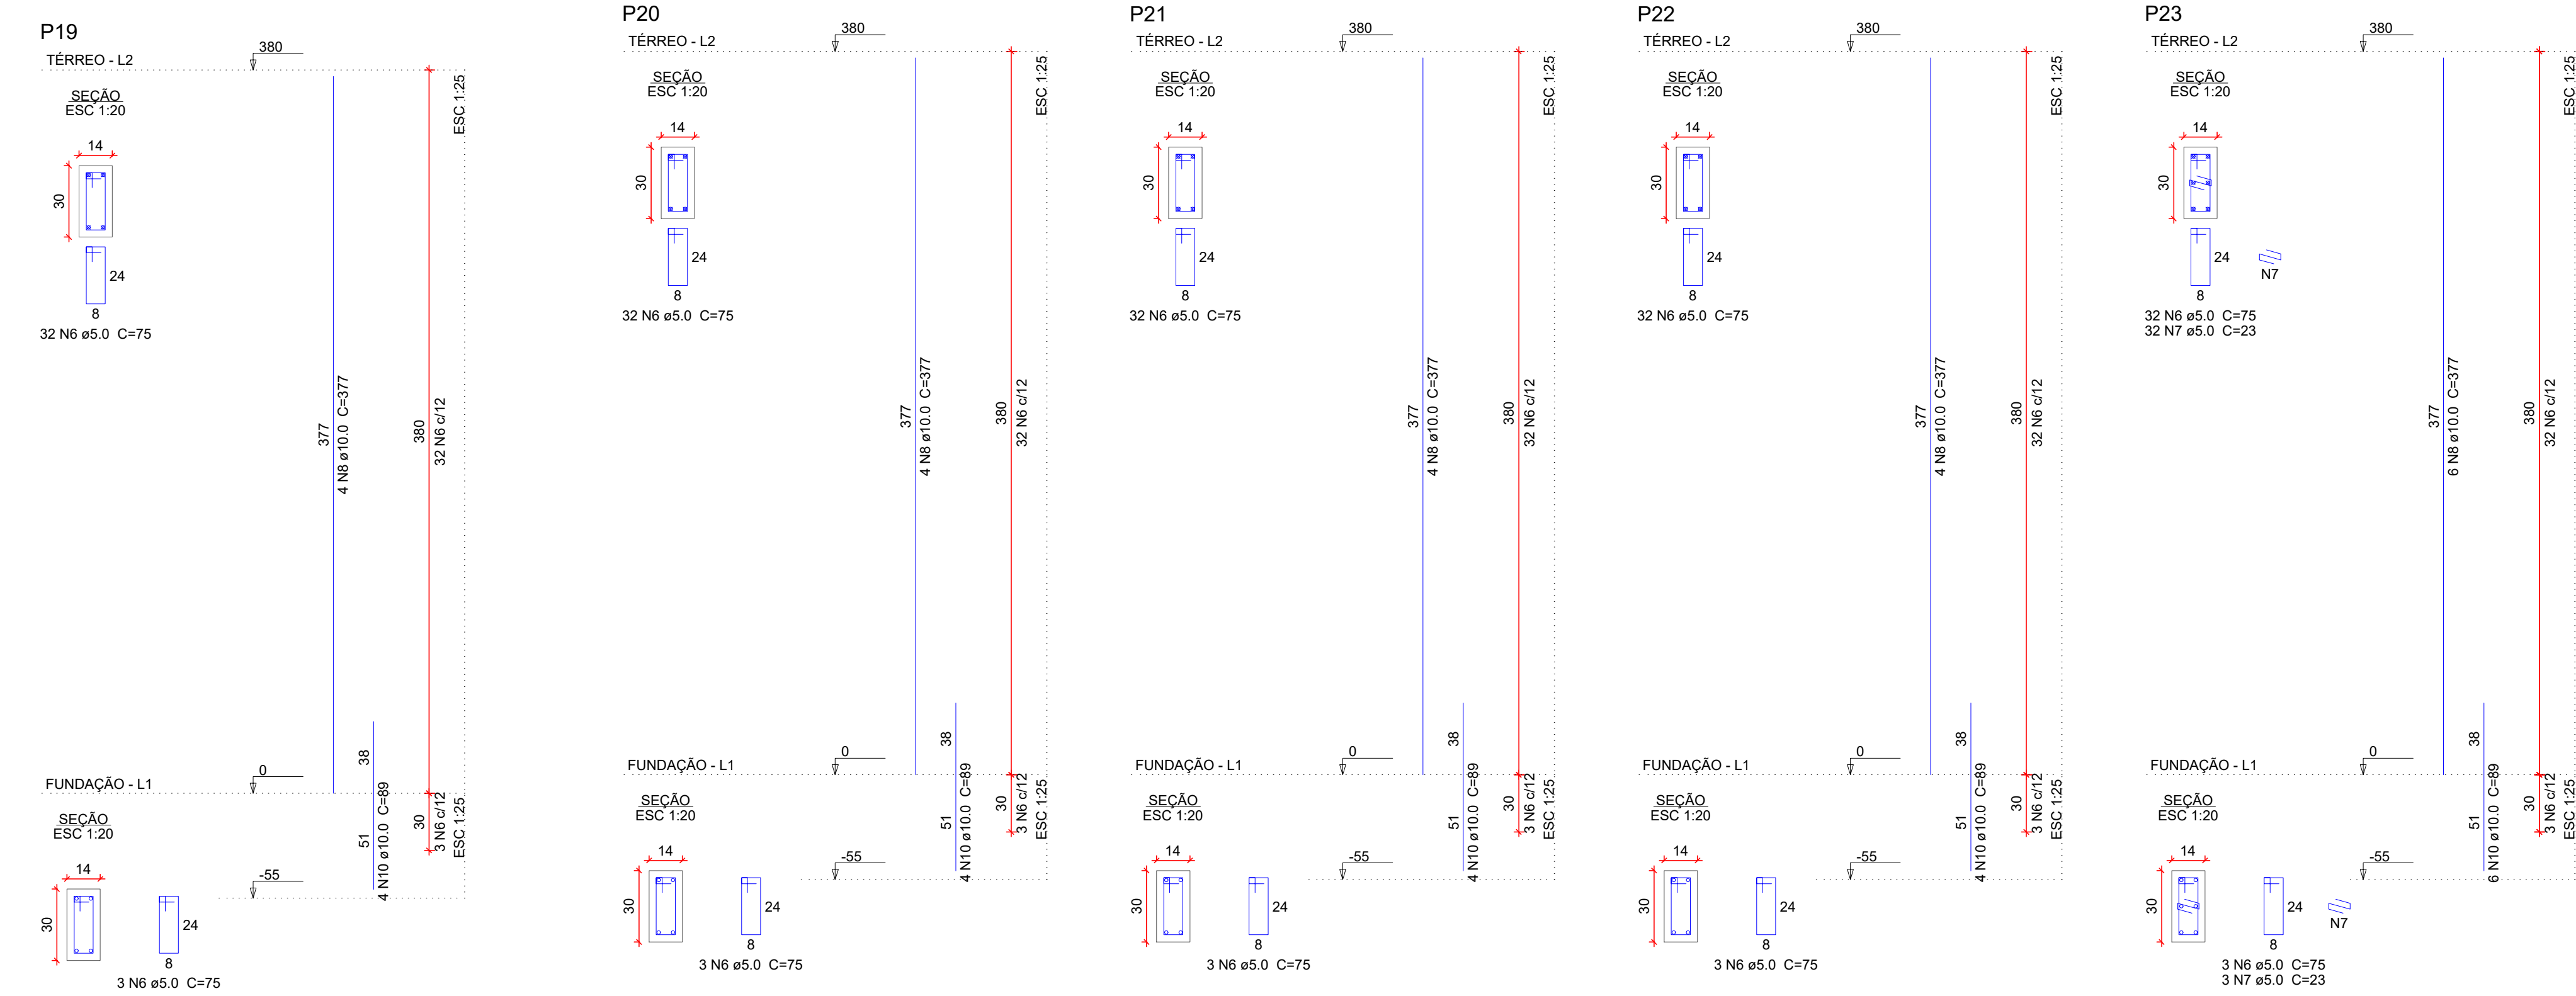 P19
TÉRREO - L2
380
SEÇÃO
ESC 1:20
ESC 1:25
14
30
24
8
32 N6 ø5.0  C=75
377
4 N8 ø10.0  C=377
380
32 N6 c/12
38
FUNDAÇÃO - L1
0
SEÇÃO
ESC 1:20
51
4 N10 ø10.0  C=89
30
3 N6 c/12
ESC 1:25
14
-55
30
24
8
3 N6 ø5.0  C=75
P20
TÉRREO - L2
380
SEÇÃO
ESC 1:20
ESC 1:25
14
30
24
8
32 N6 ø5.0  C=75
377
4 N8 ø10.0  C=377
380
32 N6 c/12
38
FUNDAÇÃO - L1
0
SEÇÃO
ESC 1:20
51
4 N10 ø10.0  C=89
30
3 N6 c/12
ESC 1:25
14
-55
30
24
8
3 N6 ø5.0  C=75
P21
TÉRREO - L2
380
SEÇÃO
ESC 1:20
ESC 1:25
14
30
24
8
32 N6 ø5.0  C=75
377
4 N8 ø10.0  C=377
380
32 N6 c/12
38
FUNDAÇÃO - L1
0
SEÇÃO
ESC 1:20
51
4 N10 ø10.0  C=89
30
3 N6 c/12
ESC 1:25
14
-55
30
24
8
3 N6 ø5.0  C=75
P22
TÉRREO - L2
380
SEÇÃO
ESC 1:20
ESC 1:25
14
30
24
8
32 N6 ø5.0  C=75
377
4 N8 ø10.0  C=377
380
32 N6 c/12
38
FUNDAÇÃO - L1
0
SEÇÃO
ESC 1:20
51
4 N10 ø10.0  C=89
30
3 N6 c/12
ESC 1:25
14
-55
30
24
8
3 N6 ø5.0  C=75
P23
TÉRREO - L2
380
SEÇÃO
ESC 1:20
ESC 1:25
14
30
24
N7
8
32 N6 ø5.0  C=75
32 N7 ø5.0  C=23
377
6 N8 ø10.0  C=377
380
32 N6 c/12
38
FUNDAÇÃO - L1
0
SEÇÃO
ESC 1:20
51
6 N10 ø10.0  C=89
30
3 N6 c/12
ESC 1:25
14
-55
30
24
N7
8
3 N6 ø5.0  C=75
3 N7 ø5.0  C=23